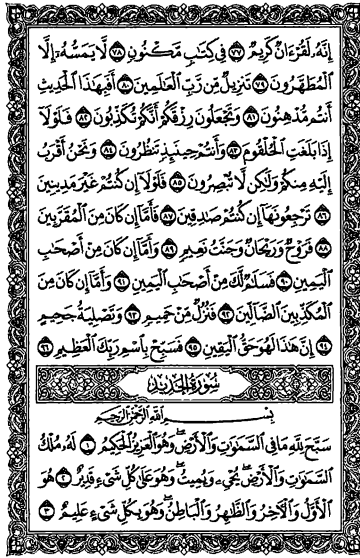 إِنَّهُۥ لَقُرْءَانٌ كَرِيمٌ ٧٧ فِى كِتَٰبٍ مَّكْنُونٍ ٧٨ لَّا يَمَسُّهُۥٓ إِلَّا
ٱلْمُطَهَّرُونَ ٧٩ تَنزِيلٌ مِّن رَّبِّ ٱلْعَٰلَمِينَ ٨٠ أَفَبِهَٰذَا ٱلْحَدِيثِ
أَنتُم مُّدْهِنُونَ ٨١ وَتَجْعَلُونَ رِزْقَكُمْ أَنَّكُمْ تُكَذِّبُونَ ٨٢ فَلَوْلَآ
إِذَا بَلَغَتِ ٱلْحُلْقُومَ ٨٣ وَأَنتُمْ حِينَئِذٍ تَنظُرُونَ ٨٤ وَنَحْنُ أَقْرَبُ
إِلَيْهِ مِنكُمْ وَلَٰكِن لَّا تُبْصِرُونَ ٨٥ فَلَوْلَآ إِن كُنتُمْ غَيْرَ مَدِينِينَ
٨٦ تَرْجِعُونَهَآ إِن كُنتُمْ صَٰدِقِينَ ٨٧ فَأَمَّآ إِن كَانَ مِنَ ٱلْمُقَرَّبِينَ
٨٨ فَرَوْحٌ وَرَيْحَانٌ وَجَنَّتُ نَعِيمٍ ٨٩ وَأَمَّآ إِن كَانَ مِنْ أَصْحَٰبِ
ٱلْيَمِينِ ٩٠ فَسَلَٰمٌ لَّكَ مِنْ أَصْحَٰبِ ٱلْيَمِينِ ٩١ وَأَمَّآ إِن كَانَ مِنَ
ٱلْمُكَذِّبِينَ ٱلضَّآلِّينَ ٩٢ فَنُزُلٌ مِّنْ حَمِيمٍ ٩٣ وَتَصْلِيَةُ جَحِيمٍ
٩٤ إِنَّ هَٰذَا لَهُوَ حَقُّ ٱلْيَقِينِ ٩٥ فَسَبِّحْ بِٱسْمِ رَبِّكَ ٱلْعَظِيمِ ٩٦
سُورَةُ الحَدِيد
بِسْمِ ٱللَّهِ ٱلرَّحْمَٰنِ ٱلرَّحِيمِ
سَبَّحَ لِلَّهِ مَا فِى ٱلسَّمَٰوَٰتِ وَٱلْأَرْضِ وَهُوَ ٱلْعَزِيزُ ٱلْحَكِيمُ ١ لَهُۥ مُلْكُ
ٱلسَّمَٰوَٰتِ وَٱلْأَرْضِ يُحْىِۦ وَيُمِيتُ وَهُوَ عَلَىٰ كُلِّ شَىْءٍ قَدِيرٌ ٢ هُوَ
ٱلْأَوَّلُ وَٱلْءَاخِرُ وَٱلظَّٰهِرُ وَٱلْبَاطِنُ وَهُوَ بِكُلِّ شَىْءٍ عَلِيمٌ ٣